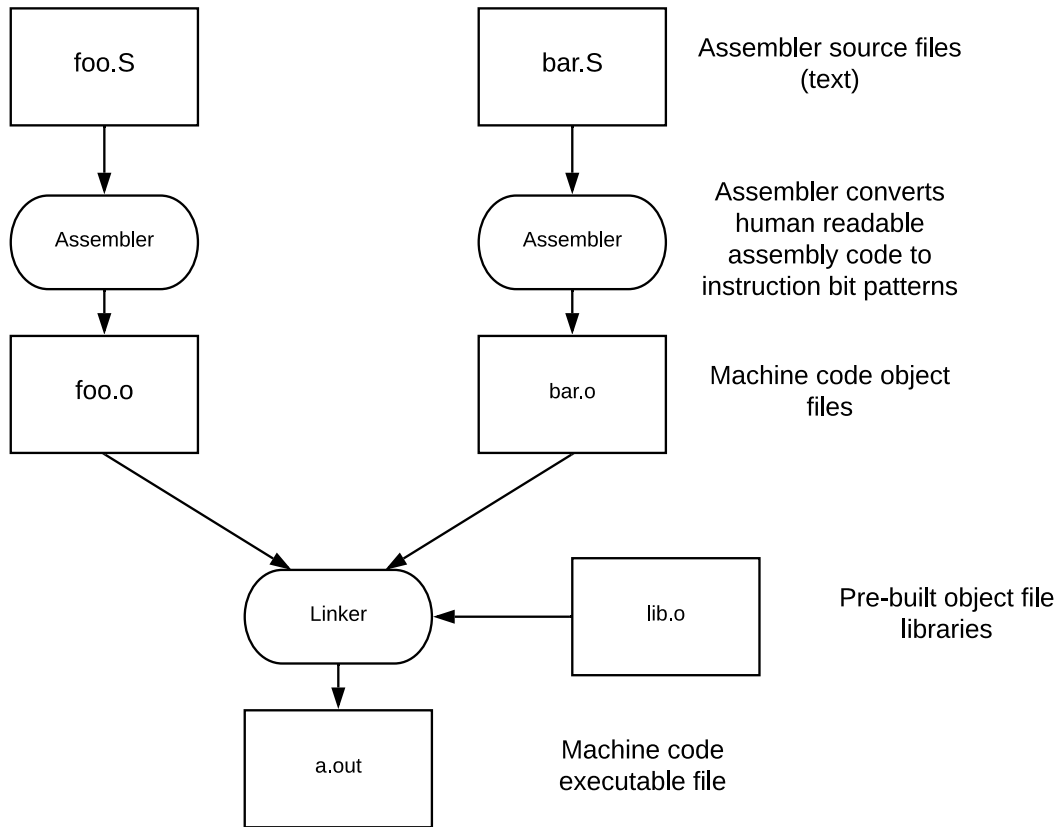 foo.S
bar.S
Assembler source files
(text)
Assembler
Assembler
Assembler converts
human readable
assembly code to
instruction bit patterns
foo.o
bar.o
Machine code object
files
Linker
lib.o
Pre-built object file
libraries
a.out
Machine code
executable file